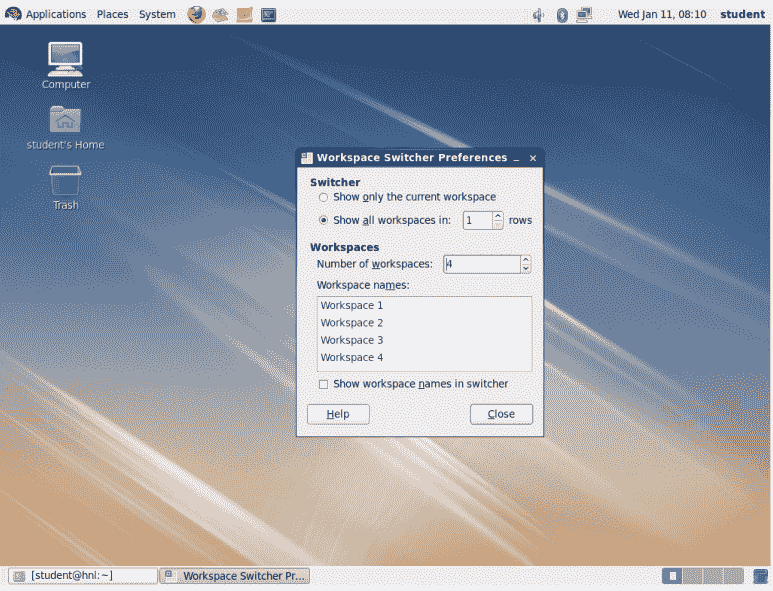 Applications Places System Wed Jan 11, 08:10 student
Computer
student's Home
Trash
Workspace Switcher Preferences
Switcher
Show only the current workspace
Show all workspaces in: 1 rows
Workspaces
Number of workspaces: 4
Workspace names:
Workspace 1
Workspace 2
Workspace 3
Workspace 4
Show workspace names in switcher
Help Close
[student@hnl:~] Workspace Switcher Pr...